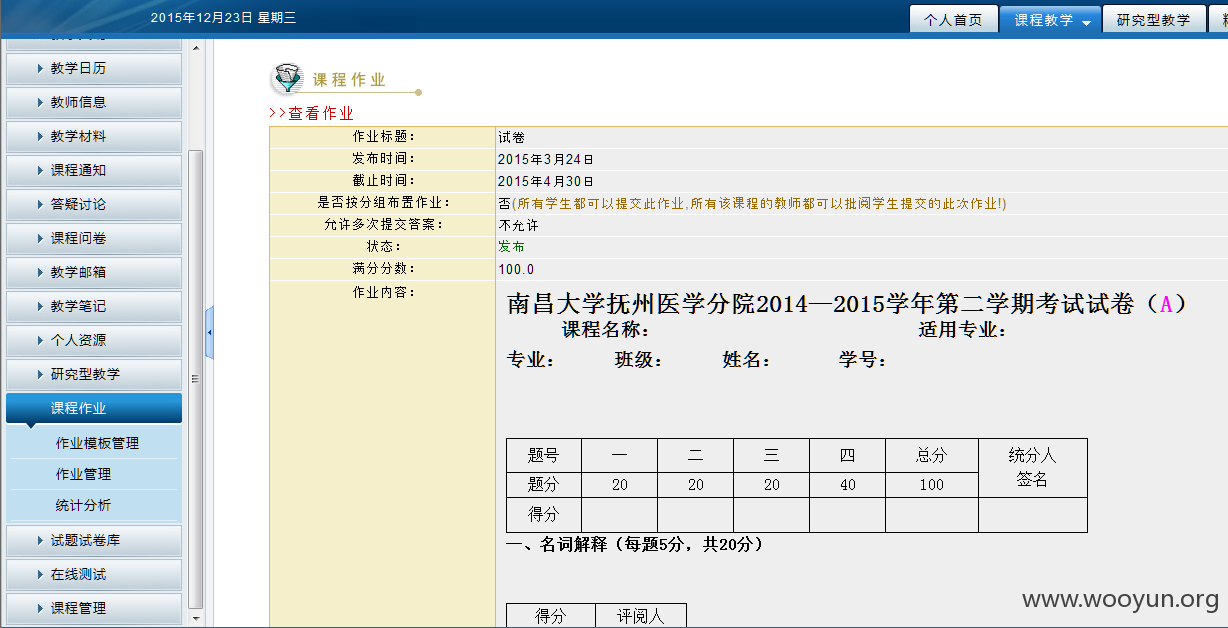 2015年12月23日 星期三
个人首页
课程教学
研究型教学
教学日历
教师信息
教学材料
课程通知
答疑讨论
课程问卷
教学邮箱
教学笔记
个人资源
研究型教学
课程作业
作业模板管理
作业管理
统计分析
试题试卷库
在线测试
课程管理
课程作业
>>查看作业
作业标题： 试卷
发布时间： 2015年3月24日
截止时间： 2015年4月30日
是否按分组布置作业： 否(所有学生都可以提交此作业,所有该课程的教师都可以批阅学生提交的此次作业!)
允许多次提交答案： 不允许
状态： 发布
满分分数： 100.0
作业内容：
南昌大学抚州医学分院2014—2015学年第二学期考试试卷（A）
课程名称： 适用专业：
专业： 班级： 姓名： 学号：
题号 一 二 三 四 总分 统分人签名
题分 20 20 20 40 100
得分
一、名词解释（每题5分，共20分）
得分 评阅人
www.wooyun.org